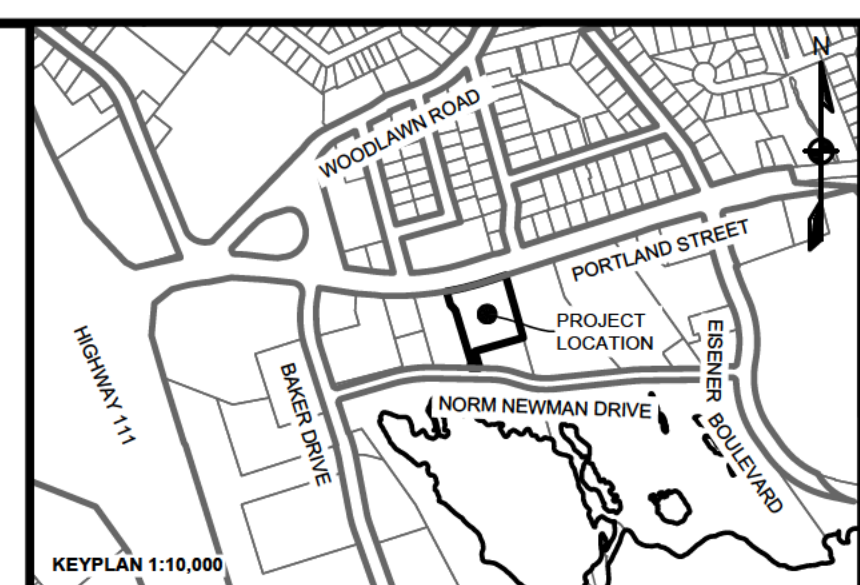 N
WOODLAWN ROAD
PORTLAND STREET
PROJECT
LOCATION
HIGHWAY 111
BAKER DRIVE
EISENER
BOULEVARD
NORM NEWMAN DRIVE
KEYPLAN 1:10,000